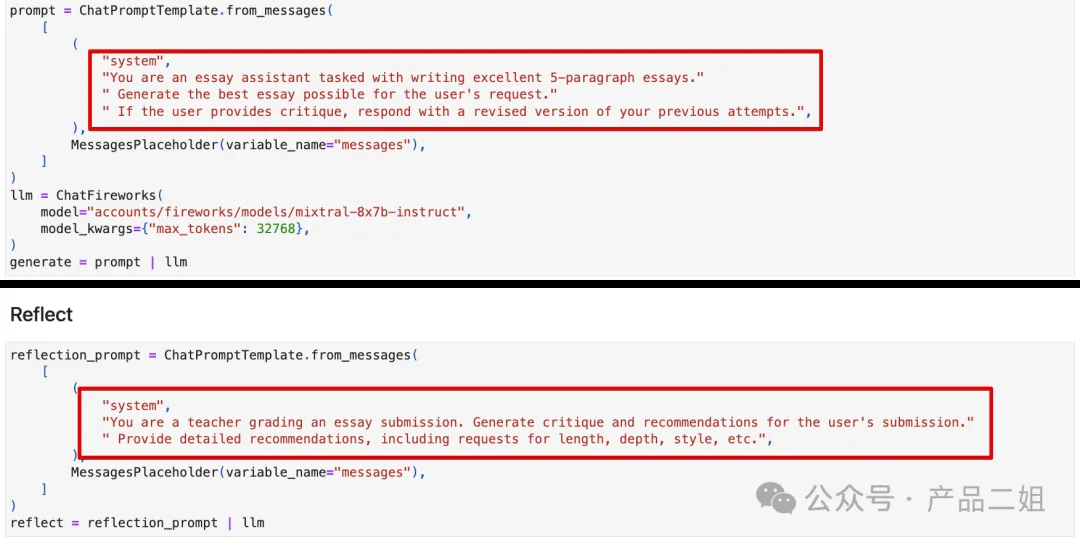 prompt = ChatPromptTemplate.from_messages(
    [
        (
            "system",
            "You are an essay assistant tasked with writing excellent 5-paragraph essays."
            " Generate the best essay possible for the user's request."
            " If the user provides critique, respond with a revised version of your previous attempts.",
        ),
        MessagesPlaceholder(variable_name="messages"),
    ]
)
llm = ChatFireworks(
    model="accounts/fireworks/models/mixtral-8x7b-instruct",
    model_kwargs={"max_tokens": 32768},
)
generate = prompt | llm
Reflect
reflection_prompt = ChatPromptTemplate.from_messages(
    [
        (
            "system",
            "You are a teacher grading an essay submission. Generate critique and recommendations for the user's submission."
            " Provide detailed recommendations, including requests for length, depth, style, etc.",
        ),
        MessagesPlaceholder(variable_name="messages"),
    ]
)
reflect = reflection_prompt | llm
公众号 · 产品二姐